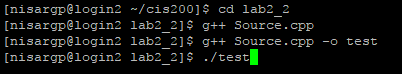 [nisargp@login2 ~/cis200]$ cd lab2_2
[nisargp@login2 lab2_2]$ g++ Source.cpp
[nisargp@login2 lab2_2]$ g++ Source.cpp -o test
[nisargp@login2 lab2_2]$ ./test